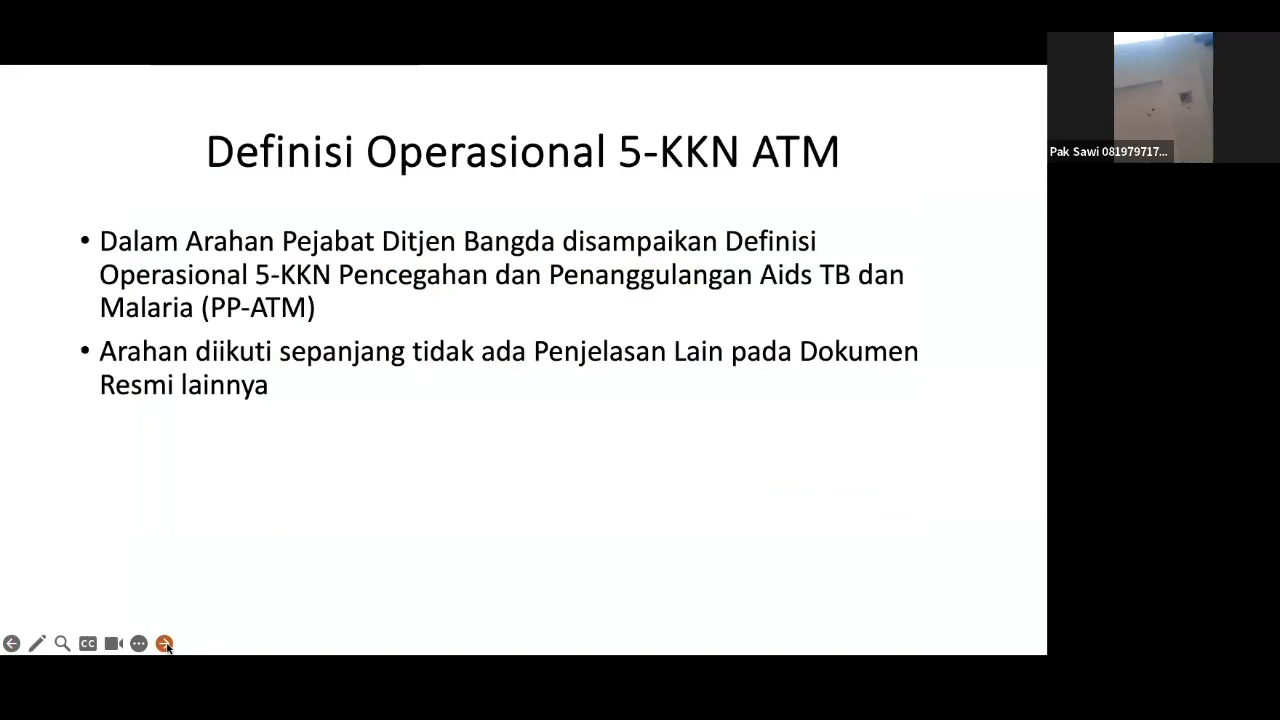 Definisi Operasional 5-KKN ATM
• Dalam Arahan Pejabat Ditjen Bangda disampaikan Definisi
Operasional 5-KKN Pencegahan dan Penanggulangan Aids TB dan
Malaria (PP-ATM)
• Arahan diikuti sepanjang tidak ada Penjelasan Lain pada Dokumen
Resmi lainnya
Pak Sawi 081979717...
CC